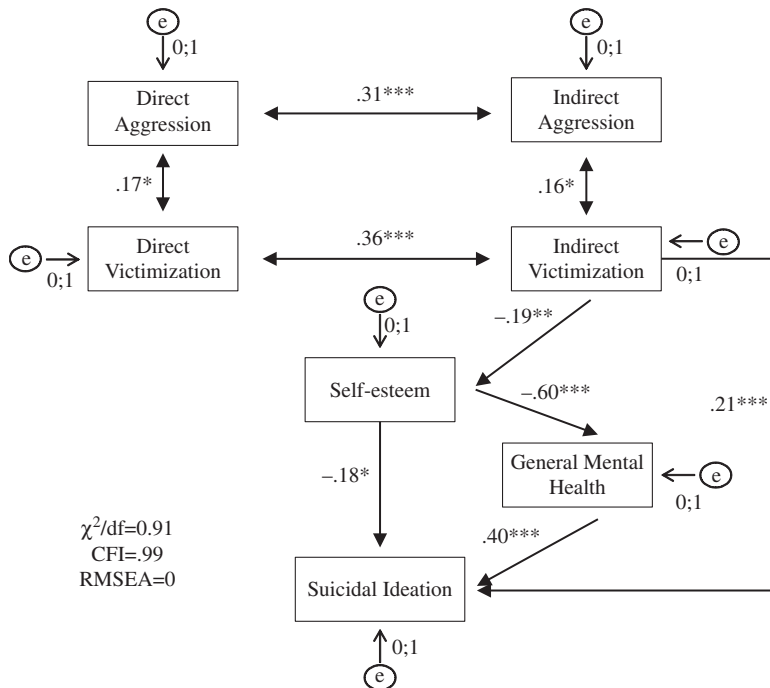 e
e
0;1
0;1
Direct
Aggression
.31***
Indirect
Aggression
.17*
.16*
e
0;1
Direct
Victimization
.36***
Indirect
Victimization
e
0;1
e
0;1
–.19**
Self-esteem
–.60***
.21***
–.18*
General Mental
Health
e
0;1
χ²/df=0.91
CFI=.99
RMSEA=0
.40***
Suicidal Ideation
0;1
e